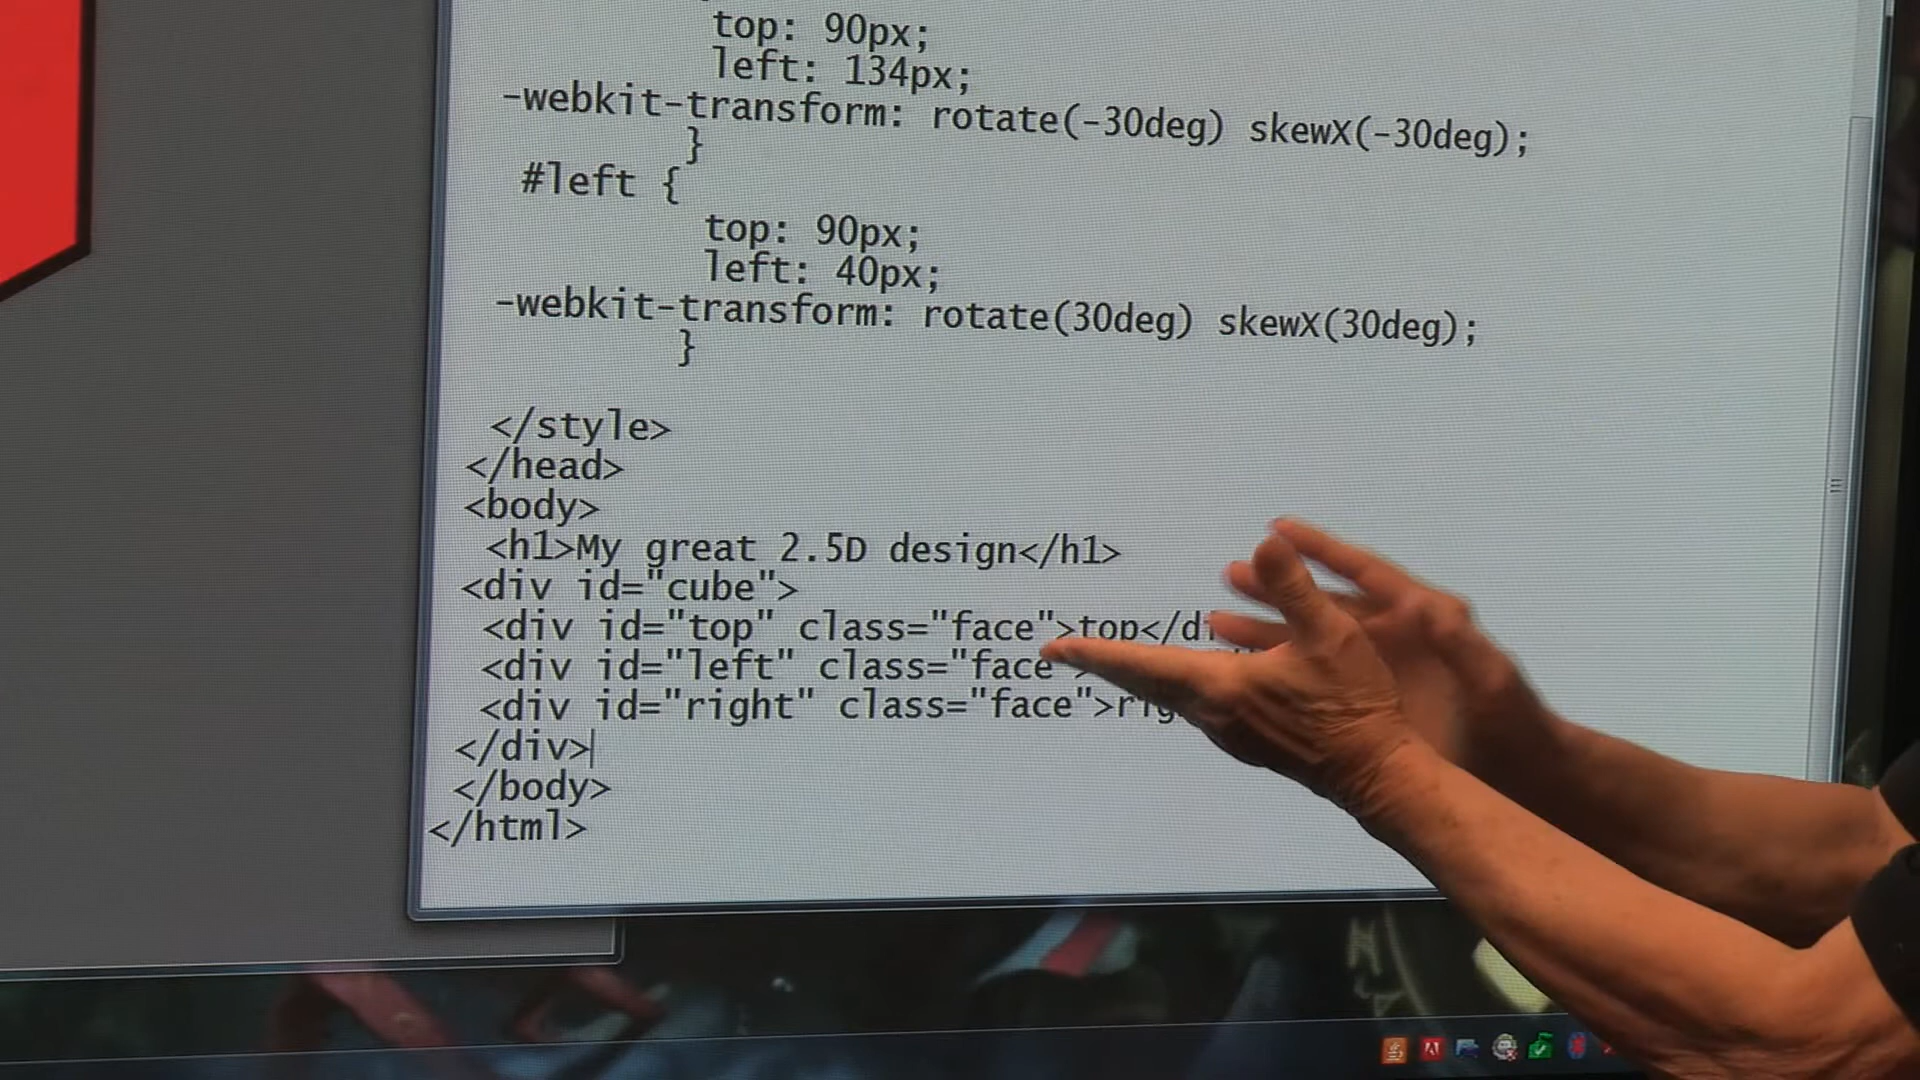 top: 90px;
left: 134px;
-webkit-transform: rotate(-30deg) skewX(-30deg);
}
#left {
top: 90px;
left: 40px;
-webkit-transform: rotate(30deg) skewX(30deg);
}
</style>
</head>
<body>
<h1>My great 2.5D design</h1>
<div id="cube">
<div id="top" class="face">top</di
<div id="left" class="face
<div id="right" class="face">rig
</div>
</body>
</html>